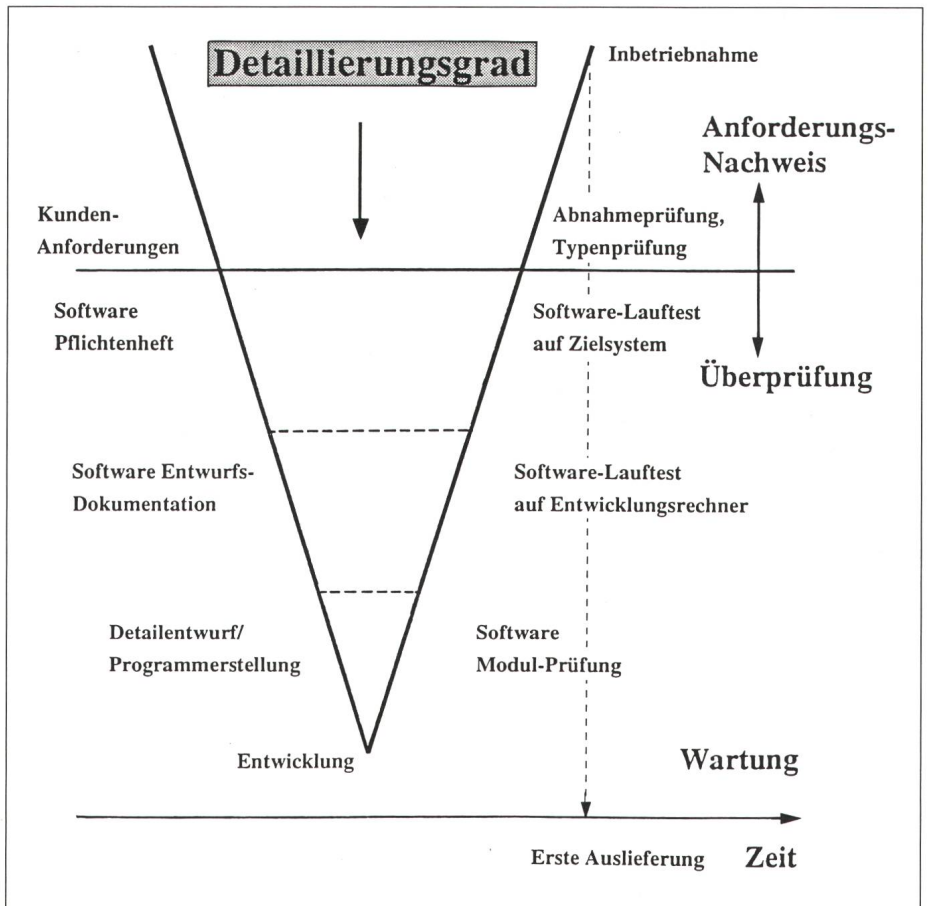 Detaillierungsgrad
Inbetriebnahme
Anforderungs-
Nachweis
Kunden-
Anforderungen
Abnahmeprüfung,
Typenprüfung
Software
Pflichtenheft
Software-Lauftest
auf Zielsystem
Überprüfung
Software Entwurfs-
Dokumentation
Software-Lauftest
auf Entwicklungsrechner
Detailentwurf/
Programmerstellung
Software
Modul-Prüfung
Entwicklung
Wartung
Erste Auslieferung
Zeit